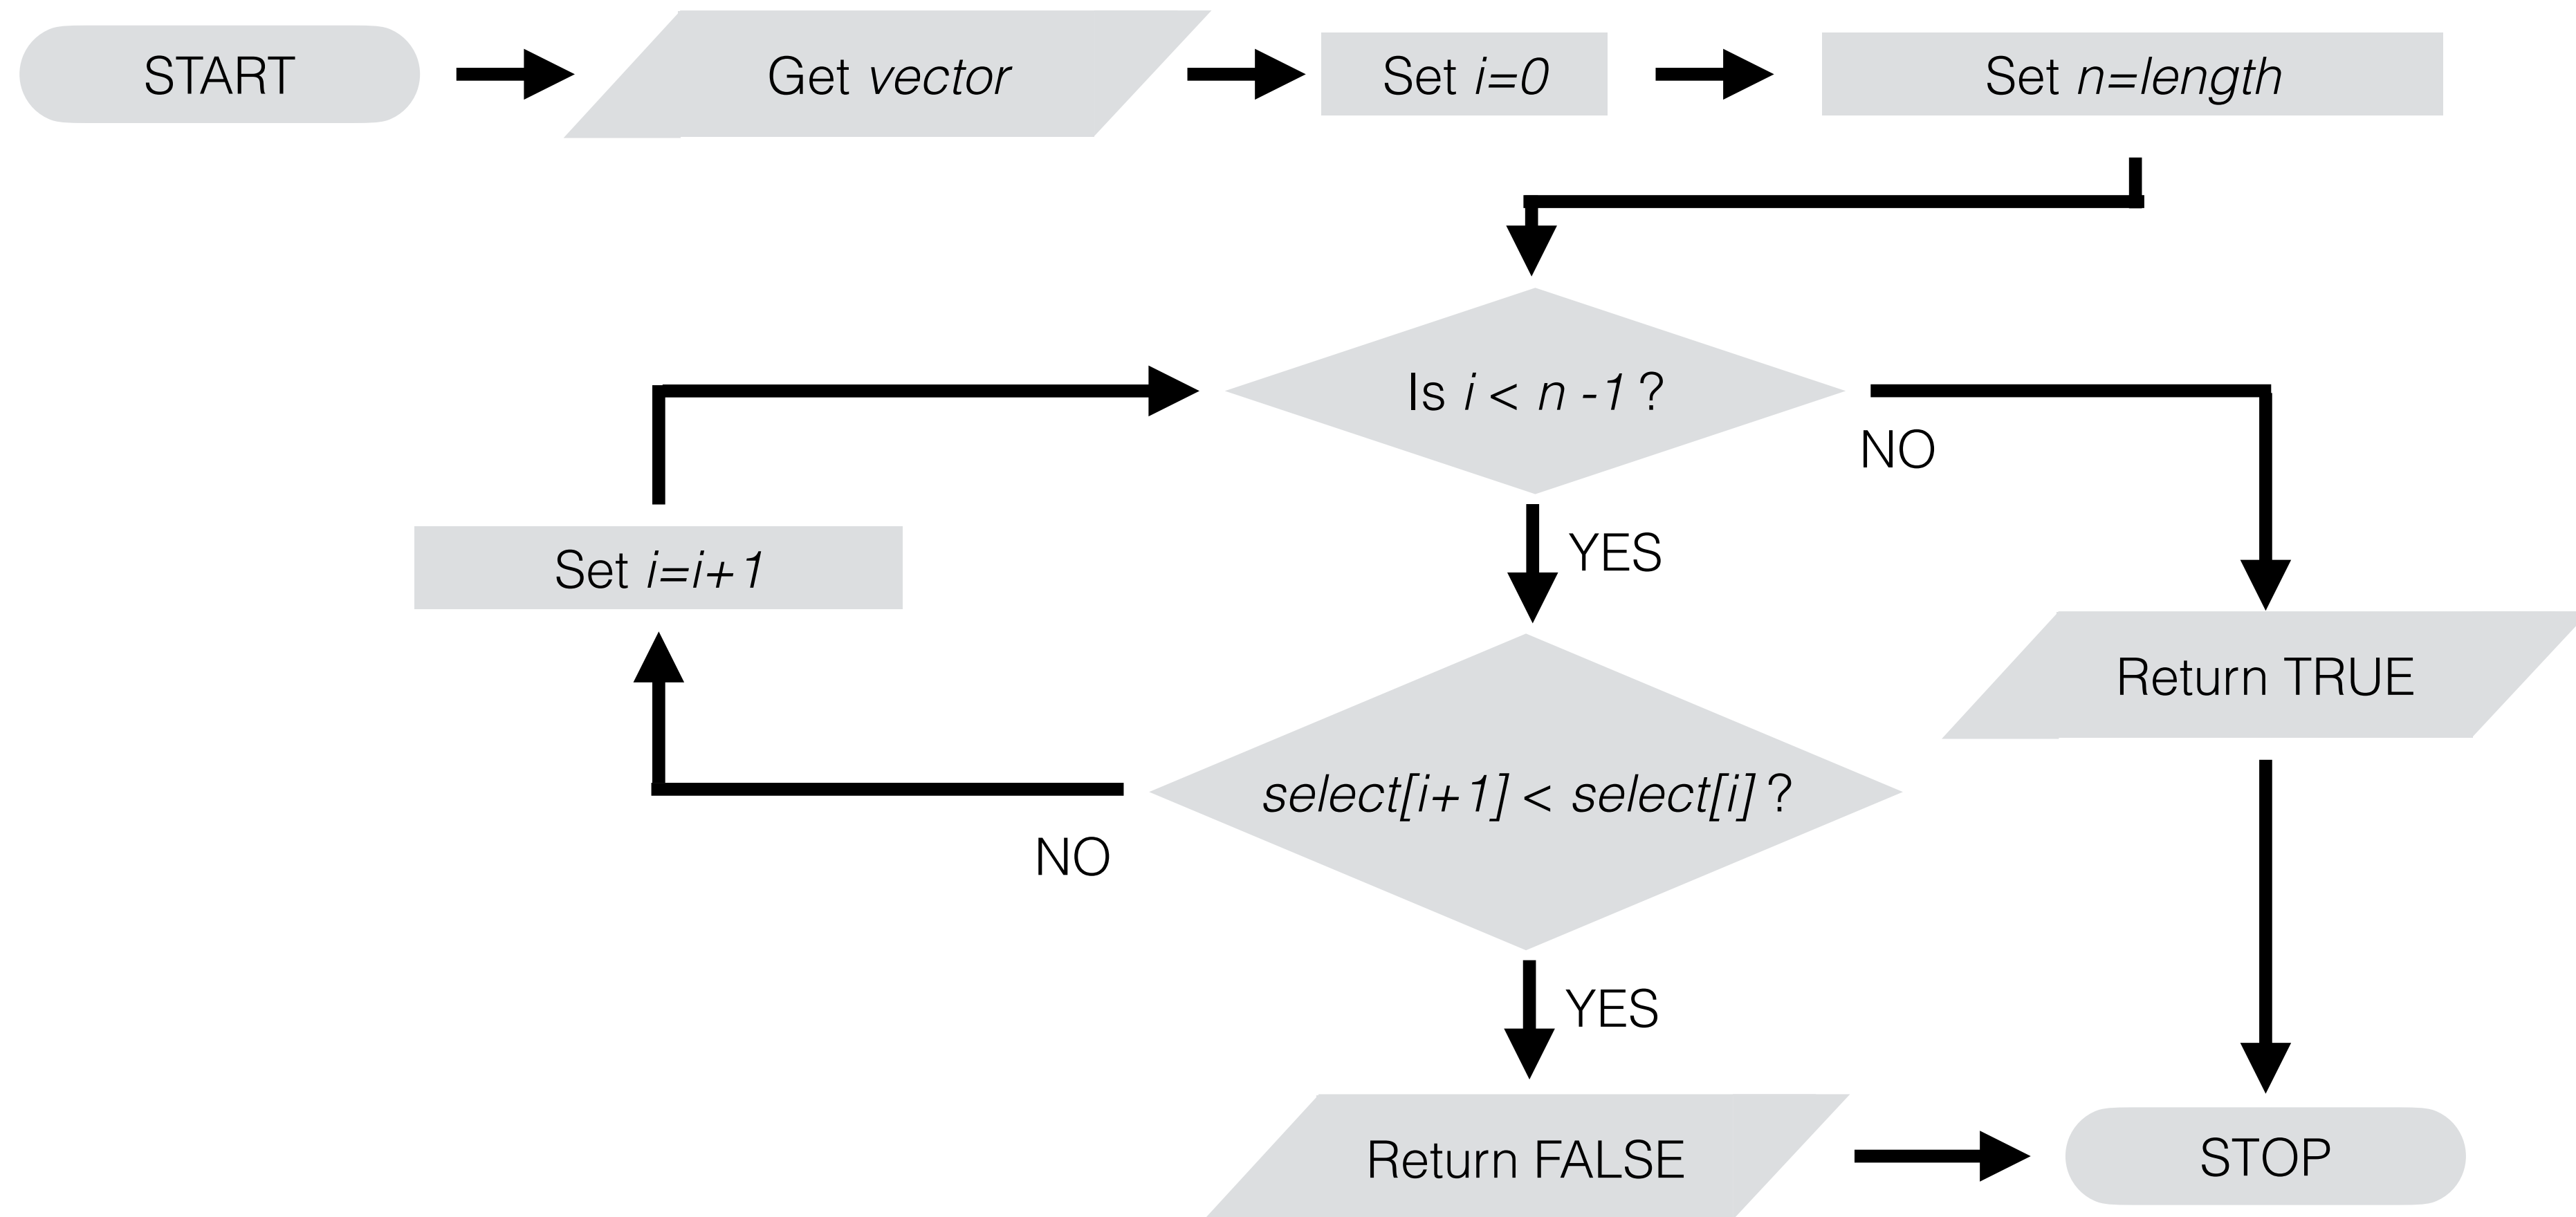 START
Get vector
Set i=0
Set n=length
Is i < n -1 ?
NO
YES
Set i=i+1
Return TRUE
select[i+1] < select[i] ?
NO
YES
Return FALSE
STOP